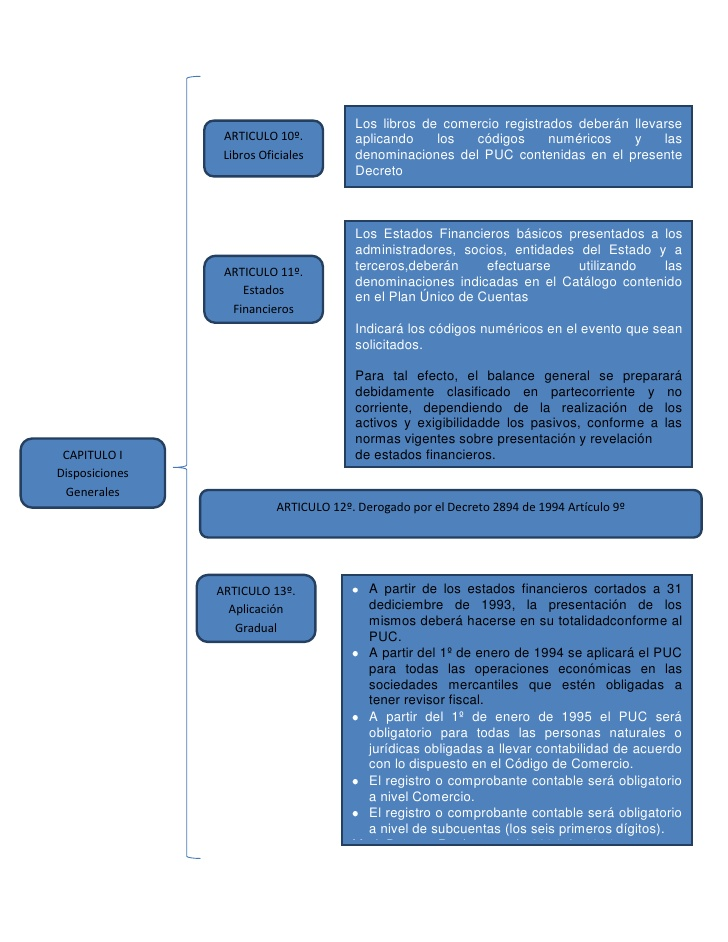 ARTICULO 10º.
Libros Oficiales
Los libros de comercio registrados deberán llevarse
aplicando los códigos numéricos y las
denominaciones del PUC contenidas en el presente
Decreto
ARTICULO 11º.
Estados
Financieros
Los Estados Financieros básicos presentados a los
administradores, socios, entidades del Estado y a
terceros,deberán efectuarse utilizando las
denominaciones indicadas en el Catálogo contenido
en el Plan Único de Cuentas
Indicará los códigos numéricos en el evento que sean
solicitados.
Para tal efecto, el balance general se preparará
debidamente clasificado en partecorriente y no
corriente, dependiendo de la realización de los
activos y exigibilidadde los pasivos, conforme a las
normas vigentes sobre presentación y revelación
de estados financieros.
CAPITULO I
Disposiciones
Generales
ARTICULO 12º. Derogado por el Decreto 2894 de 1994 Artículo 9º
ARTICULO 13º.
Aplicación
Gradual
• A partir de los estados financieros cortados a 31
dediciembre de 1993, la presentación de los
mismos deberá hacerse en su totalidadconforme al
PUC.
• A partir del 1º de enero de 1994 se aplicará el PUC
para todas las operaciones económicas en las
sociedades mercantiles que estén obligadas a
tener revisor fiscal.
• A partir del 1º de enero de 1995 el PUC será
obligatorio para todas las personas naturales o
jurídicas obligadas a llevar contabilidad de acuerdo
con lo dispuesto en el Código de Comercio.
• El registro o comprobante contable será obligatorio
a nivel Comercio.
• El registro o comprobante contable será obligatorio
a nivel de subcuentas (los seis primeros dígitos).